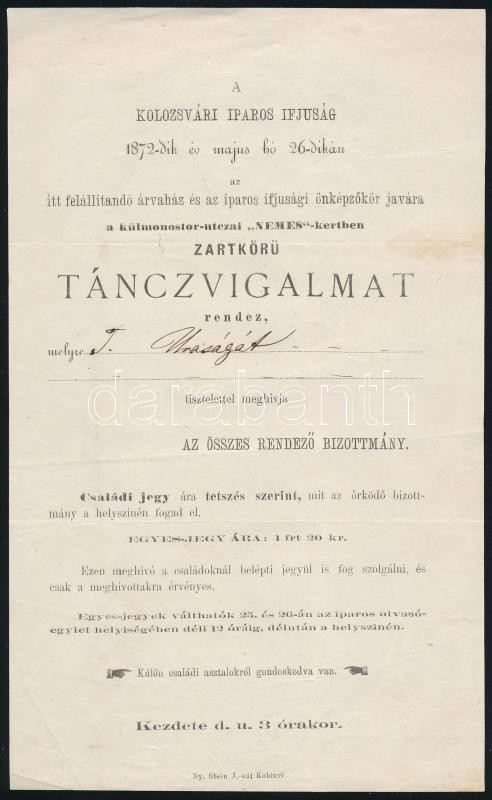 A
KOLOZSVÁRI IPAROS IFJUSÁG
1872-dik év majus hó 26-dikán
az
itt felállitandó árvaház és az iparos ifjusági önképzőkör javára
a külmonostor-utczai „NEMES“-kertben
ZARTKÖRÜ
TÁNCZVIGALMAT
rendez,
melyre T. Uraságát
tisztelettel meghivja
AZ ÖSSZES RENDEZŐ BIZOTTMÁNY.
Családi jegy ára tetszés szerint, mit az őrködő bizott-
mány a helyszinén fogad el.
EGYES-JEGY ÁRA: 1 frt 20 kr.
Ezen meghivó a családoknál belépti jegyül is fog szolgálni, és
csak a meghivottakra érvényes.
Egyes-jegyek válthatók 25. és 26-án az iparos olvasó-
egylet helyiségében déli 12 óráig, délután a helyszinén.
Külön családi asztalokról gondoskodva van.
Kezdete d. u. 3 órakor.
Ny. Stein J.-nál Kolozsv
darabanth